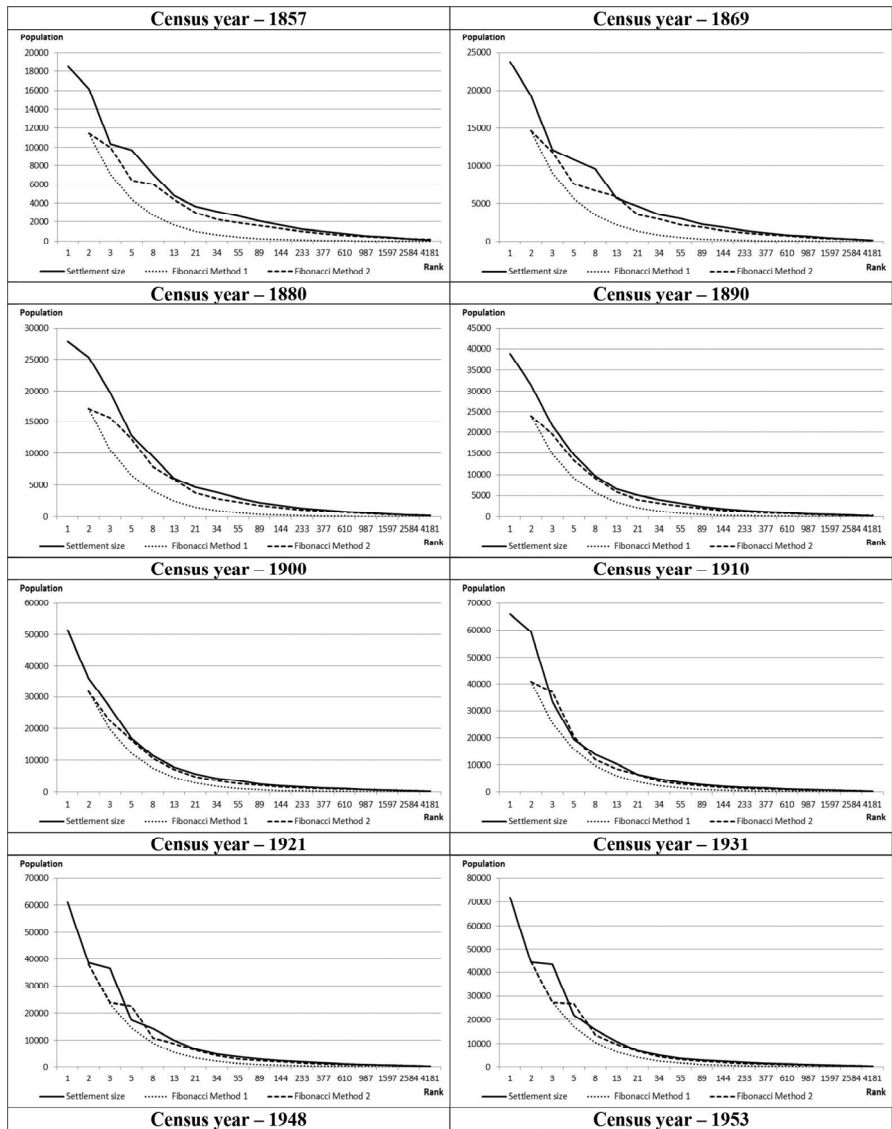 Census year – 1857
Population
20000
18000
16000
14000
12000
10000
8000
6000
4000
2000
0
1 2 3 5 8 13 21 34 55 89 144 233 377 610 987 1597 2584 4181
Rank
Settlement size Fibonacci Method 1 Fibonacci Method 2
Census year – 1869
Population
25000
20000
15000
10000
5000
0
1 2 3 5 8 13 21 34 55 89 144 233 377 610 987 1597 2584 4181
Rank
Settlement size Fibonacci Method 1 Fibonacci Method 2
Census year – 1880
Population
30000
25000
20000
15000
10000
5000
0
1 2 3 5 8 13 21 34 55 89 144 233 377 610 987 1597 2584 4181
Rank
Settlement size Fibonacci Method 1 Fibonacci Method 2
Census year – 1890
Population
45000
40000
35000
30000
25000
20000
15000
10000
5000
0
1 2 3 5 8 13 21 34 55 89 144 233 377 610 987 1597 2584 4181
Rank
Settlement size Fibonacci Method 1 Fibonacci Method 2
Census year – 1900
Population
60000
50000
40000
30000
20000
10000
0
1 2 3 5 8 13 21 34 55 89 144 233 377 610 987 1597 2584 4181
Rank
Settlement size Fibonacci Method 1 Fibonacci Method 2
Census year – 1910
Population
70000
60000
50000
40000
30000
20000
10000
0
1 2 3 5 8 13 21 34 55 89 144 233 377 610 987 1597 2584 4181
Rank
Settlement size Fibonacci Method 1 Fibonacci Method 2
Census year – 1921
Population
70000
60000
50000
40000
30000
20000
10000
0
1 2 3 5 8 13 21 34 55 89 144 233 377 610 987 1597 2584 4181
Rank
Settlement size Fibonacci Method 1 Fibonacci Method 2
Census year – 1931
Population
80000
70000
60000
50000
40000
30000
20000
10000
0
1 2 3 5 8 13 21 34 55 89 144 233 377 610 987 1597 2584 4181
Rank
Settlement size Fibonacci Method 1 Fibonacci Method 2
Census year – 1948
Census year – 1953